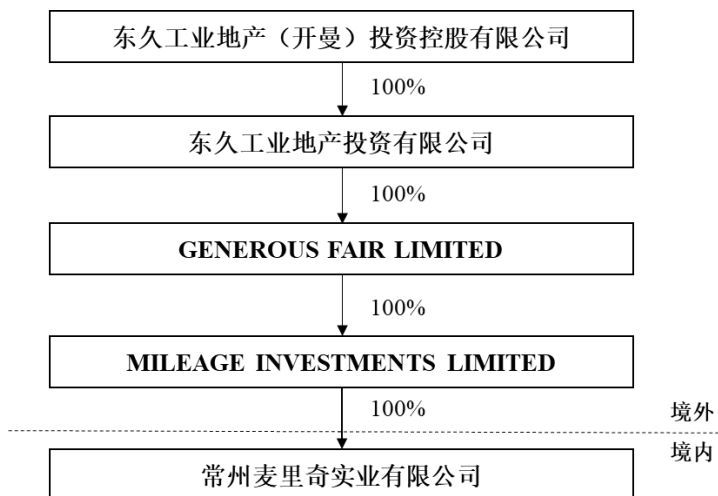 东久工业地产（开曼）投资控股有限公司
100%
东久工业地产投资有限公司
100%
GENEROUS FAIR LIMITED
100%
MILEAGE INVESTMENTS LIMITED
100%
境外
境内
常州麦里奇实业有限公司